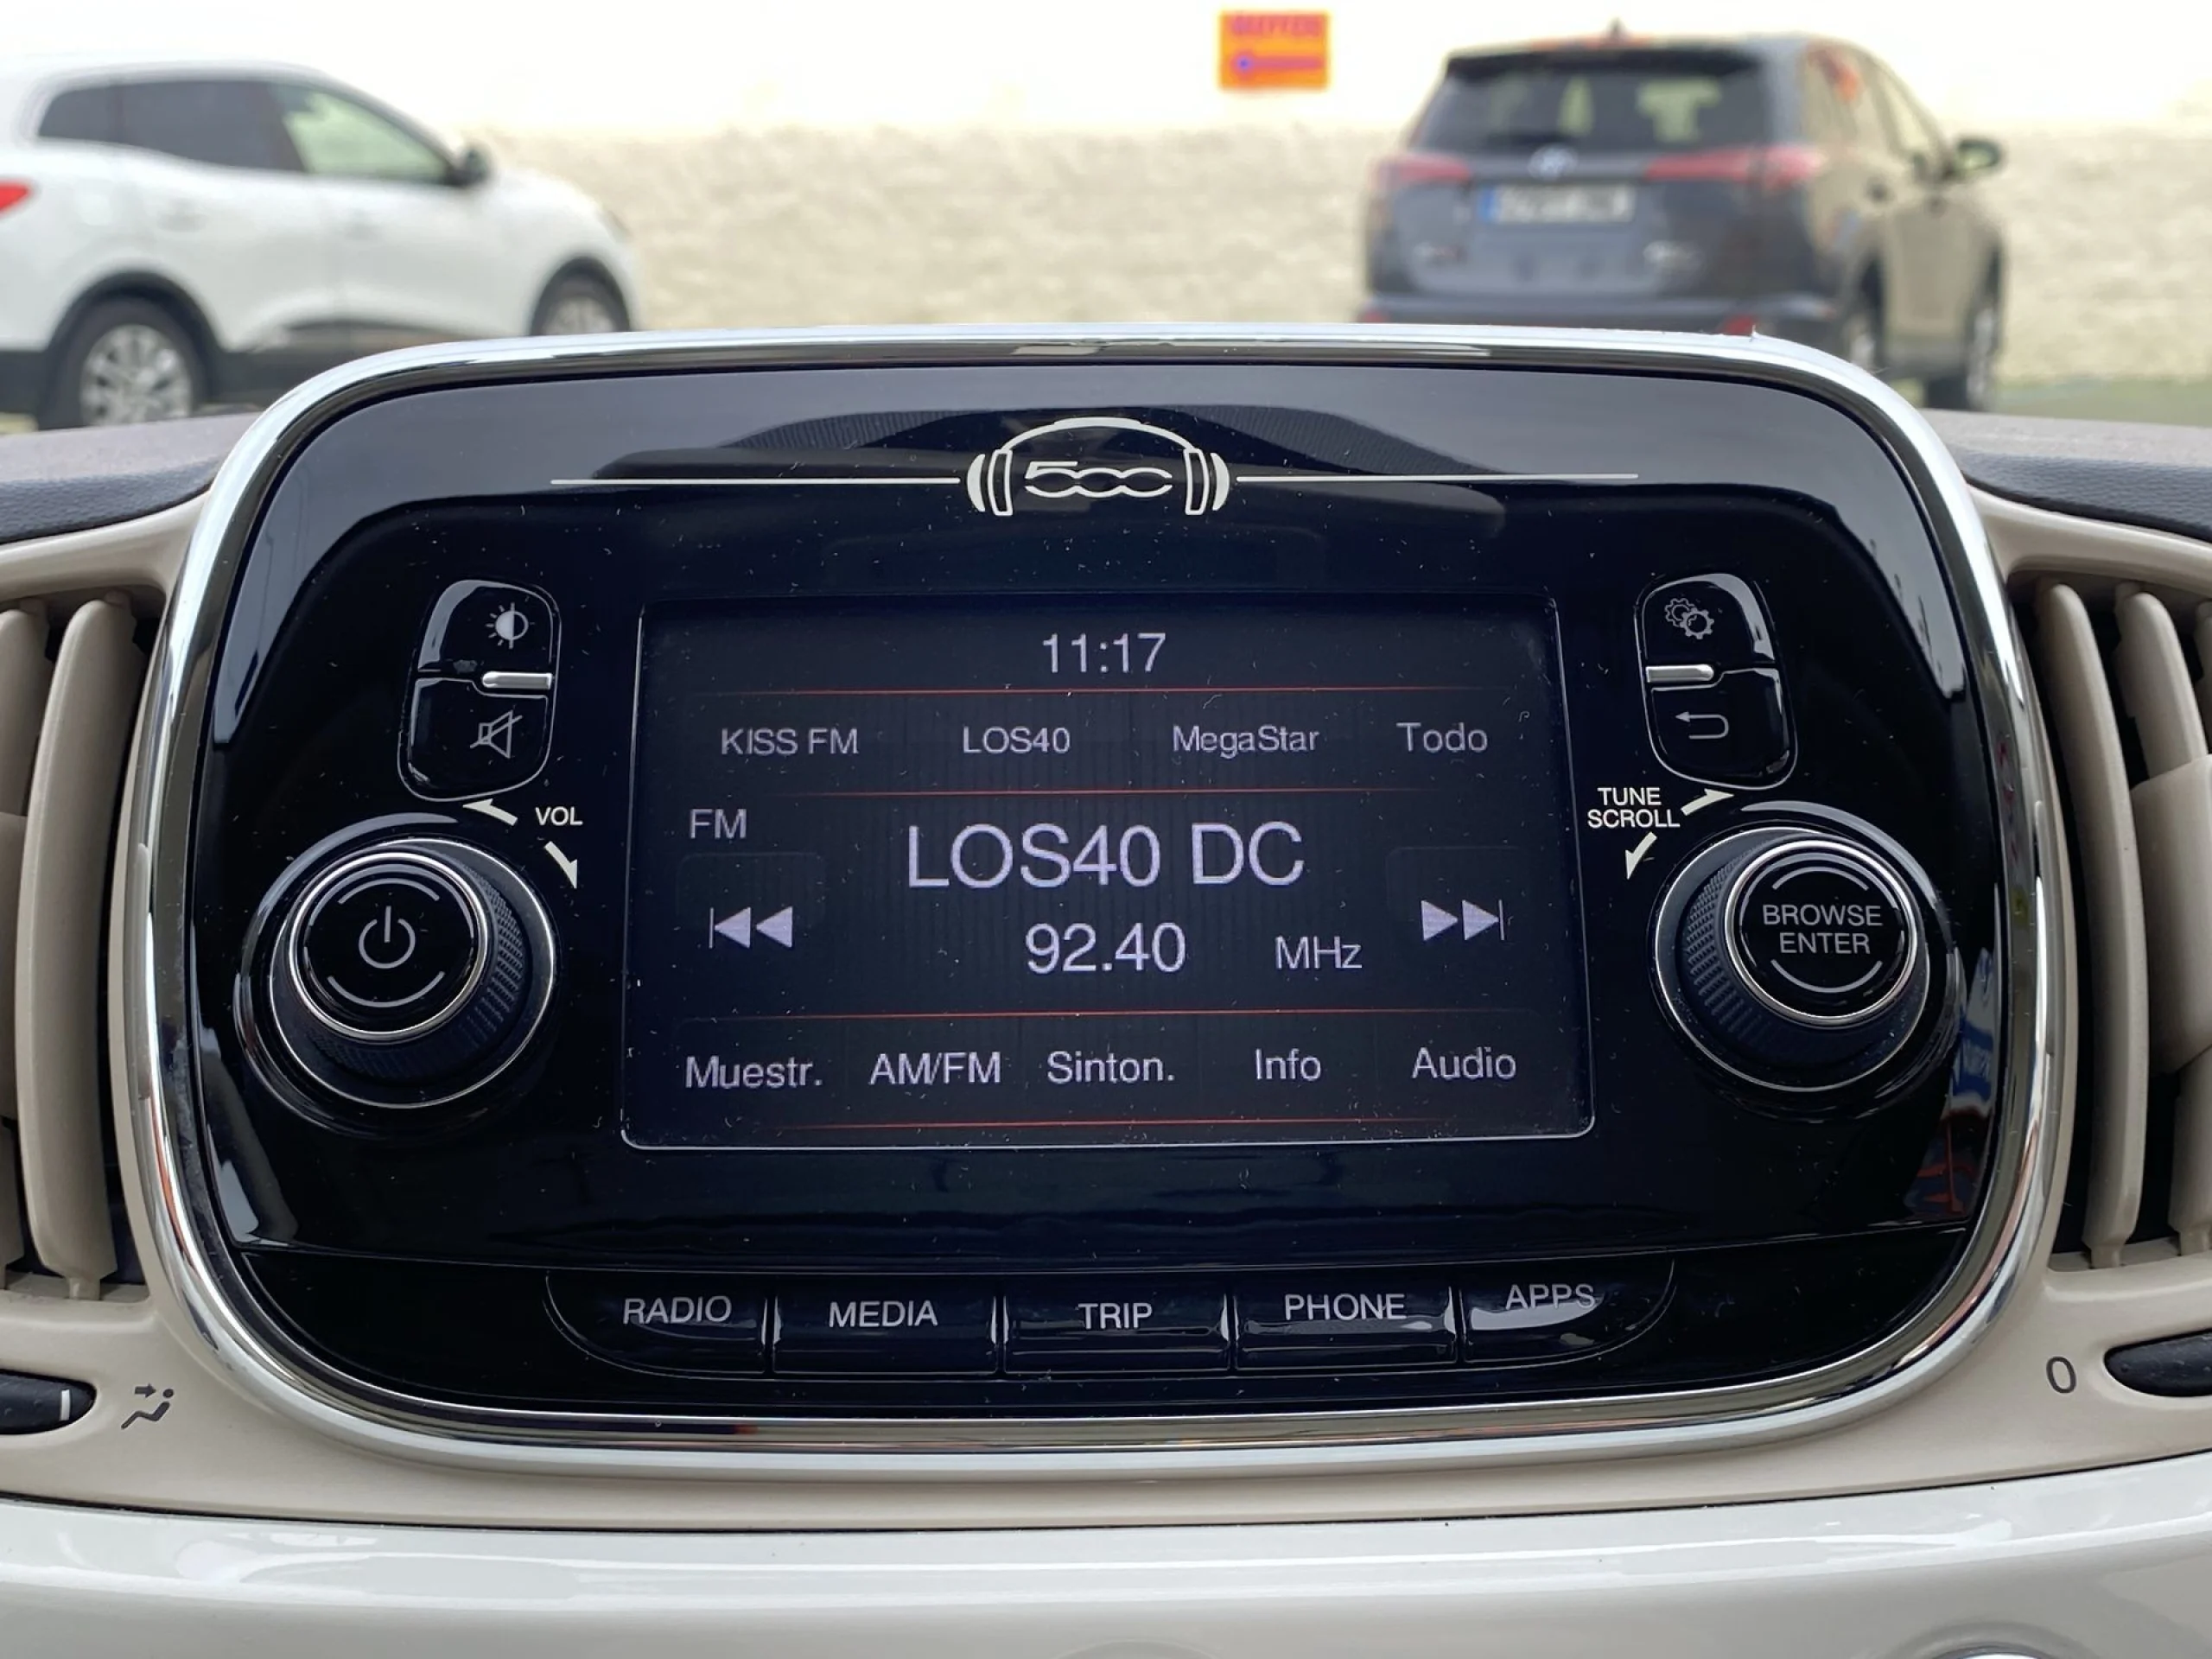 500
11:17
KISS FM LOS40 MegaStar Todo
VOL
TUNE
SCROLL
FM
LOS40 DC
92.40 MHz
BROWSE
ENTER
Muestr. AM/FM Sinton. Info Audio
RADIO MEDIA TRIP PHONE APPS
0